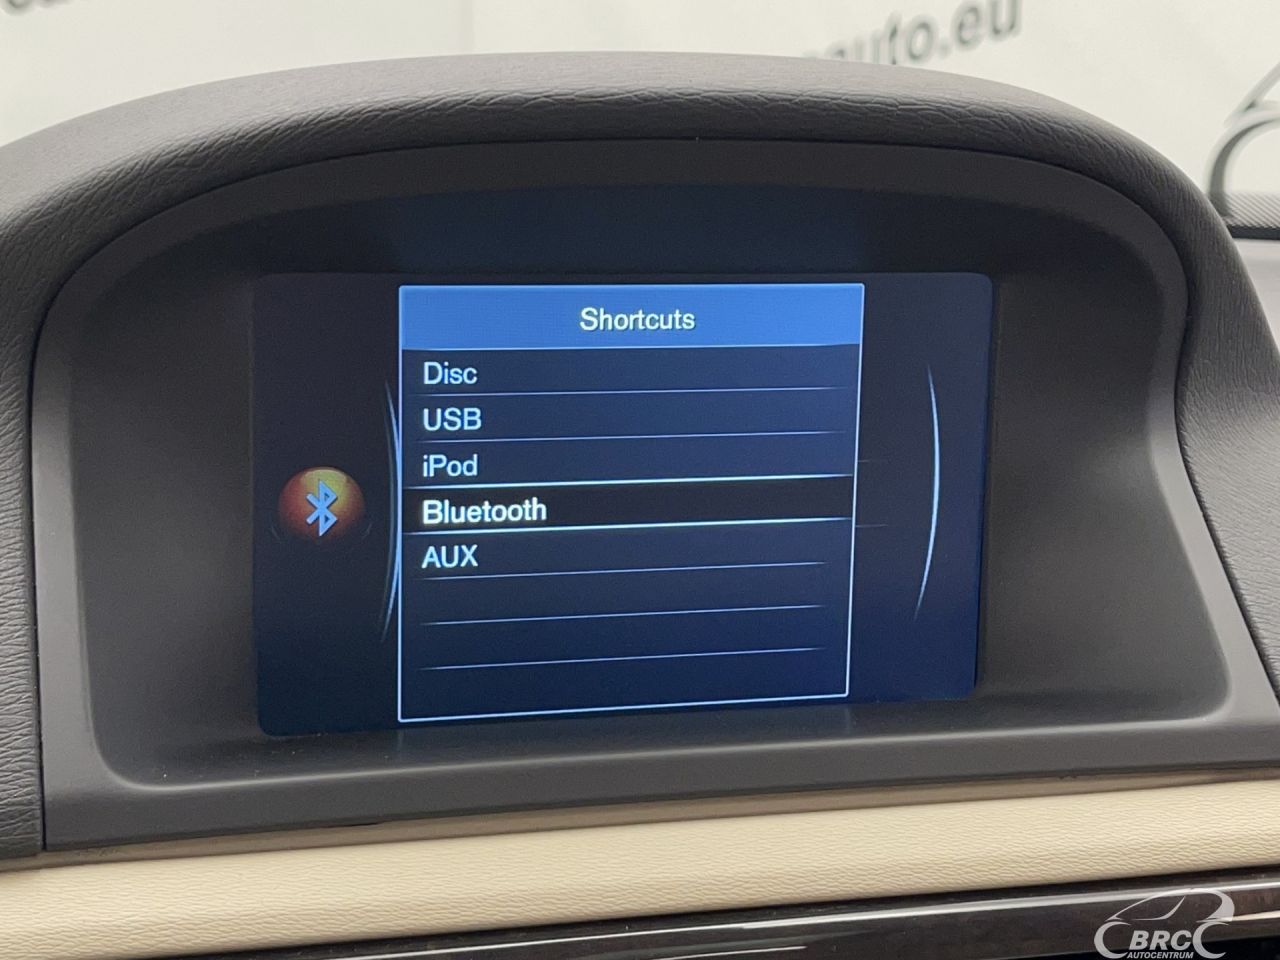 auto.eu
Shortcuts
Disc
USB
iPod
Bluetooth
AUX
BRC
AUTOCENTRUM